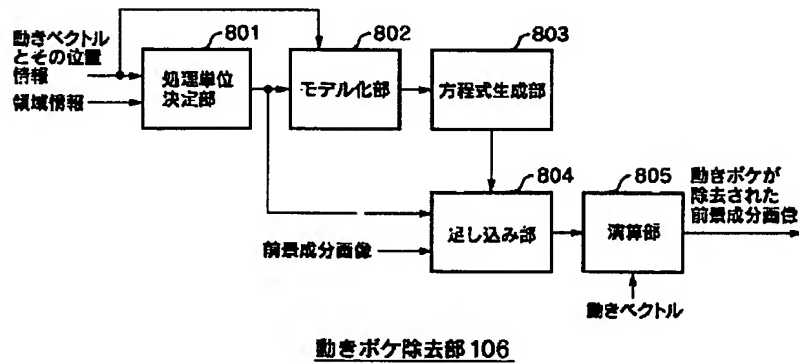 動きベクトル
とその位置
情報
領域情報
801
処理単位
決定部
802
モデル化部
803
方程式生成部
804
足し込み部
前景成分画像
805
演算部
動きベクトル
動きボケが
除去された
前景成分画像
動きボケ除去部106